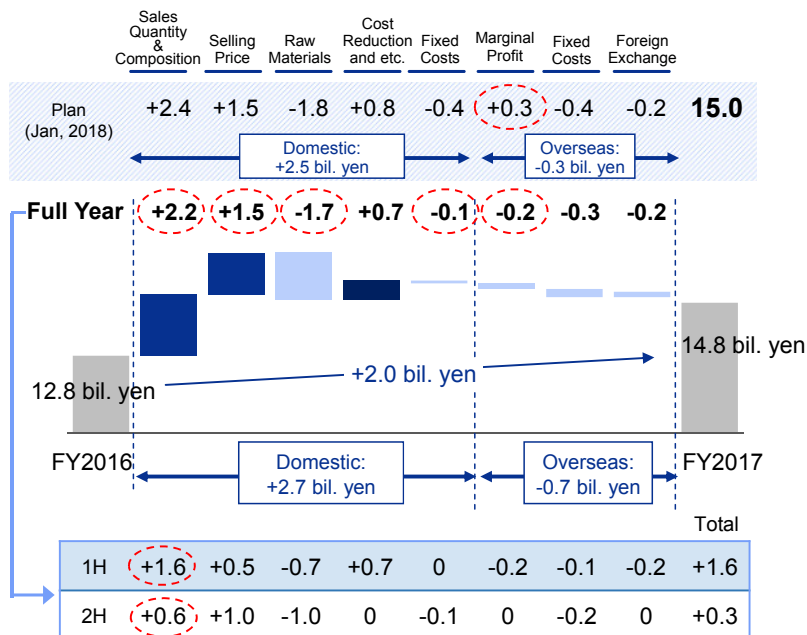 Sales
Quantity
&
Composition
Selling
Price
Raw
Materials
Cost
Reduction
and etc.
Fixed
Costs
Marginal
Profit
Fixed
Costs
Foreign
Exchange
Plan
(Jan, 2018)
+2.4 +1.5 -1.8 +0.8 -0.4 +0.3 -0.4 -0.2 15.0
Domestic:
+2.5 bil. yen
Overseas:
-0.3 bil. yen
Full Year +2.2 +1.5 -1.7 +0.7 -0.1 -0.2 -0.3 -0.2
12.8 bil. yen
+2.0 bil. yen
14.8 bil. yen
FY2016
Domestic:
+2.7 bil. yen
Overseas:
-0.7 bil. yen
FY2017
Total
1H +1.6 +0.5 -0.7 +0.7 0 -0.2 -0.1 -0.2 +1.6
2H +0.6 +1.0 -1.0 0 -0.1 0 -0.2 0 +0.3